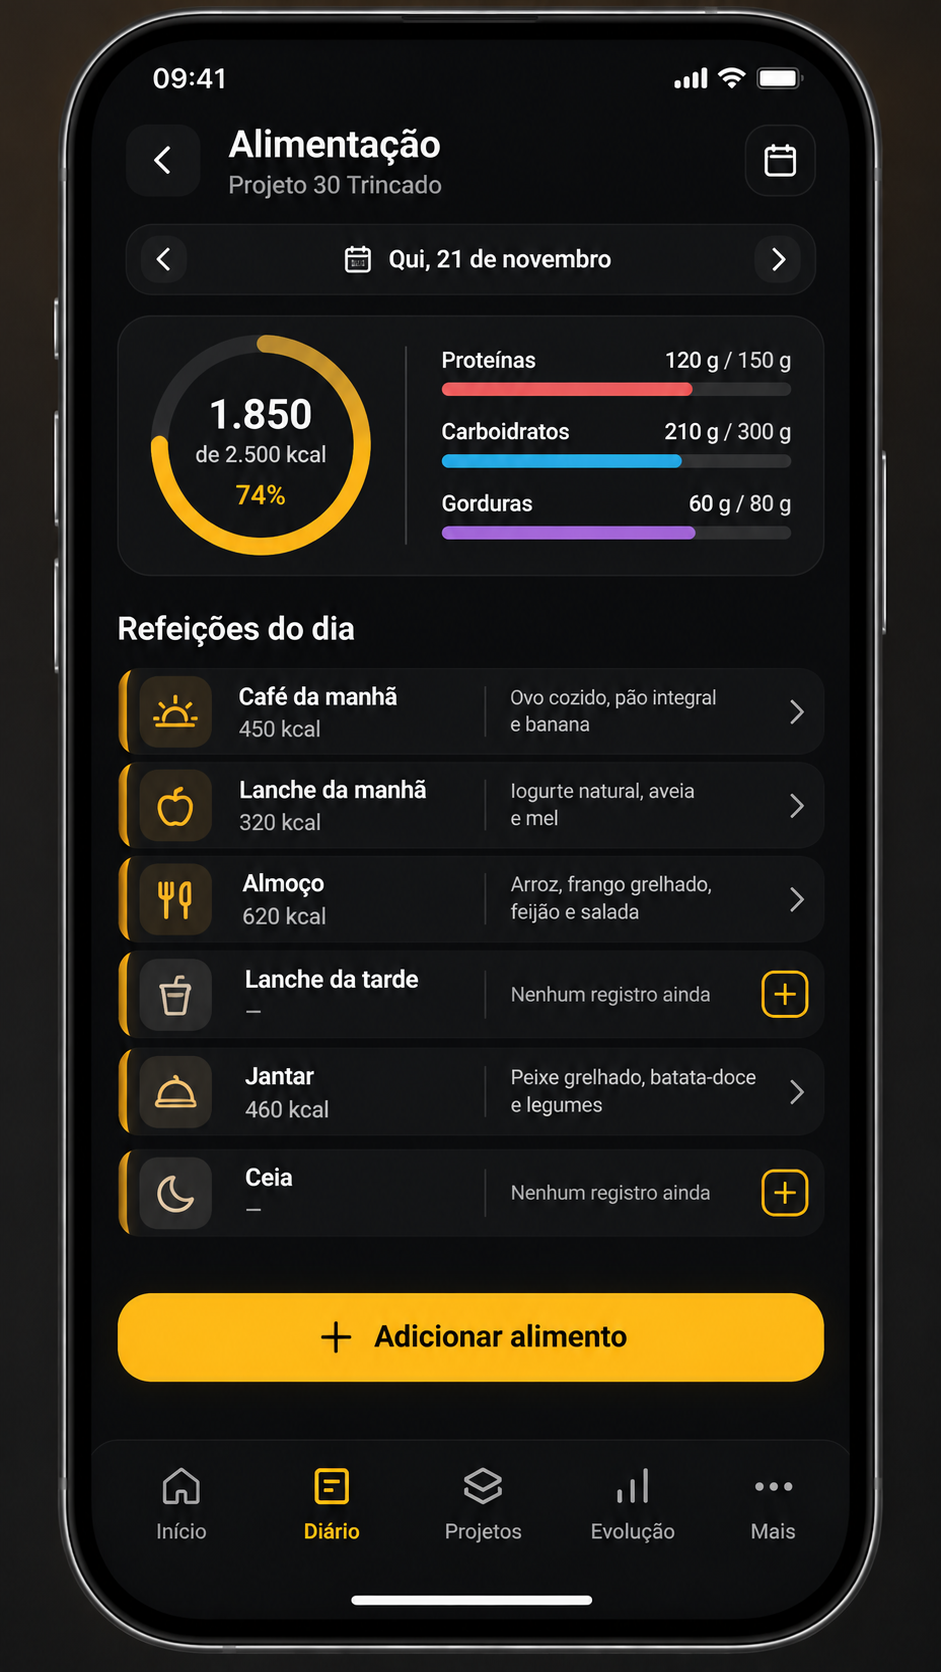 09:41
Alimentação
Projeto 30 Trincado
Qui, 21 de novembro
1.850
de 2.500 kcal
74%
Proteínas 120 g / 150 g
Carboidratos 210 g / 300 g
Gorduras 60 g / 80 g
Refeições do dia
Café da manhã
450 kcal
Ovo cozido, pão integral
e banana
Lanche da manhã
320 kcal
Iogurte natural, aveia
e mel
Almoço
620 kcal
Arroz, frango grelhado,
feijão e salada
Lanche da tarde
—
Nenhum registro ainda
Jantar
460 kcal
Peixe grelhado, batata-doce
e legumes
Ceia
—
Nenhum registro ainda
Adicionar alimento
Início
Diário
Projetos
Evolução
Mais